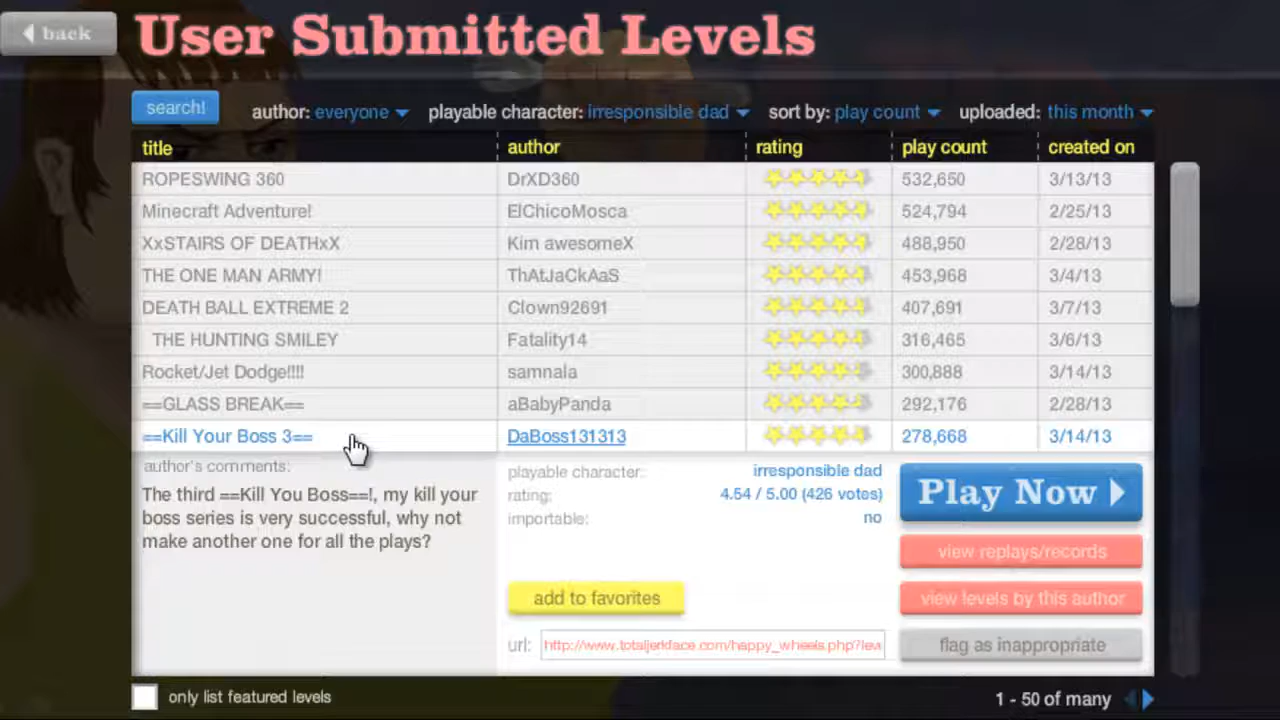 back
User Submitted Levels
search! author: everyone playable character: irresponsible dad sort by: play count uploaded: this month
title author rating play count created on
ROPESWING 360 DrXD360 532,650 3/13/13
Minecraft Adventure! ElChicoMosca 524,794 2/25/13
XxSTAIRS OF DEATHxX Kim awesomeX 488,950 2/28/13
THE ONE MAN ARMY! ThAtJaCkAaS 453,968 3/4/13
DEATH BALL EXTREME 2 Clown92691 407,691 3/7/13
THE HUNTING SMILEY Fatality14 316,465 3/6/13
Rocket/Jet Dodge!!!! samnala 300,888 3/14/13
==GLASS BREAK== aBabyPanda 292,176 2/28/13
==Kill Your Boss 3== DaBoss131313 278,668 3/14/13
author's comments:
The third ==Kill You Boss==!, my kill your
boss series is very successful, why not
make another one for all the plays?
playable character: irresponsible dad
rating: 4.54 / 5.00 (426 votes)
importable: no
add to favorites
url: http://www.totaljerkface.com/happy_wheels.php?lev
Play Now
view replays/records
view levels by this author
flag as inappropriate
only list featured levels
1 - 50 of many